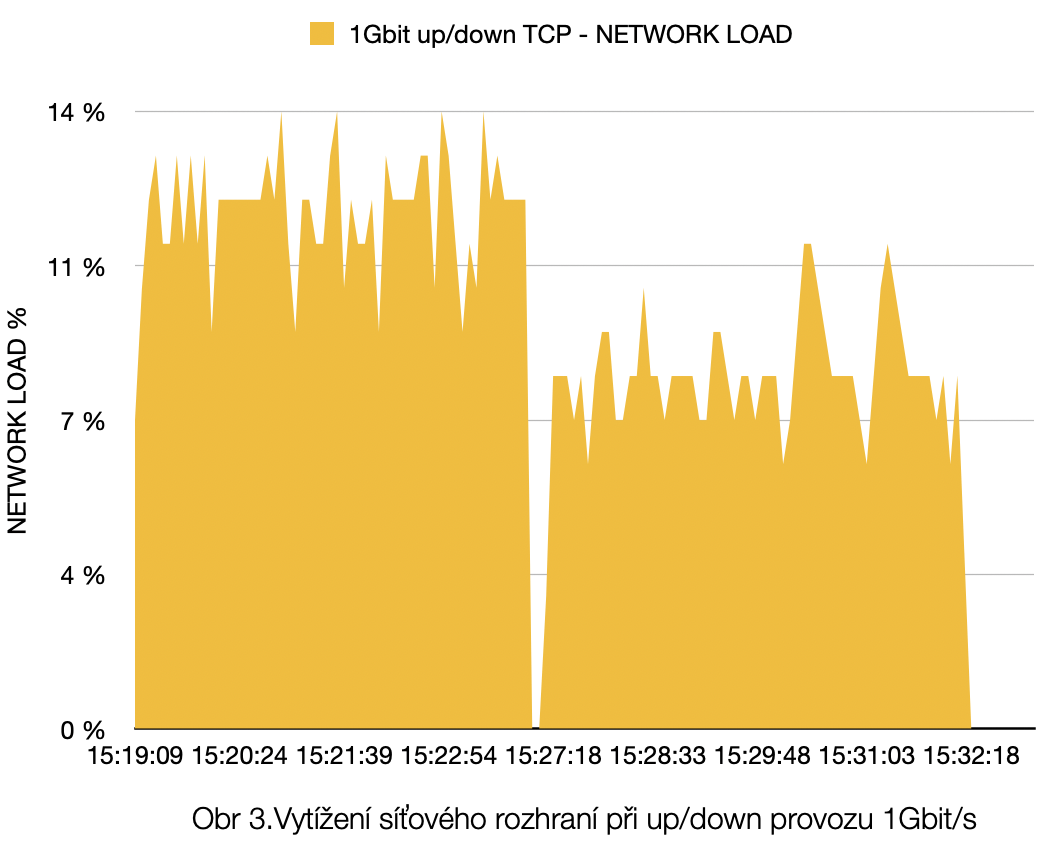 1Gbit up/down TCP - NETWORK LOAD
14 %
11 %
7 %
4 %
0 %
NETWORK LOAD %
15:19:09 15:20:24 15:21:39 15:22:54 15:27:18 15:28:33 15:29:48 15:31:03 15:32:18
Obr 3.Vytížení síťového rozhraní při up/down provozu 1Gbit/s